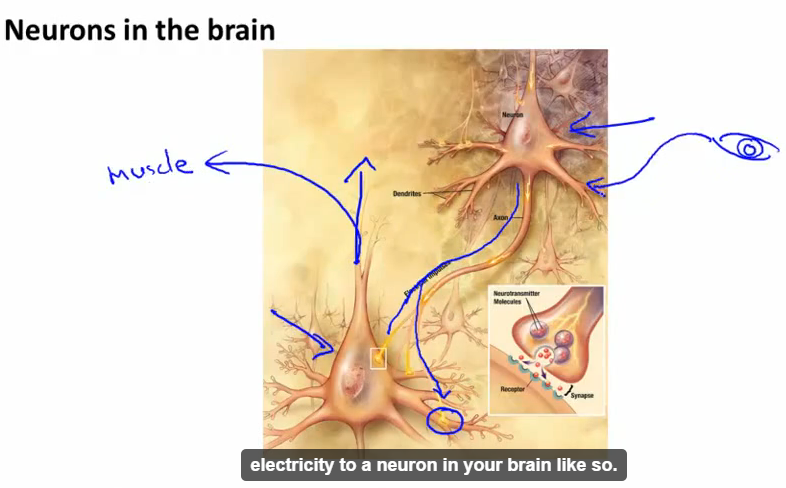 Neurons in the brain
Neuron
muscle
Dendrites
Axon
Neurotransmitter
Molecules
Receptor
Synapse
electricity to a neuron in your brain like so.